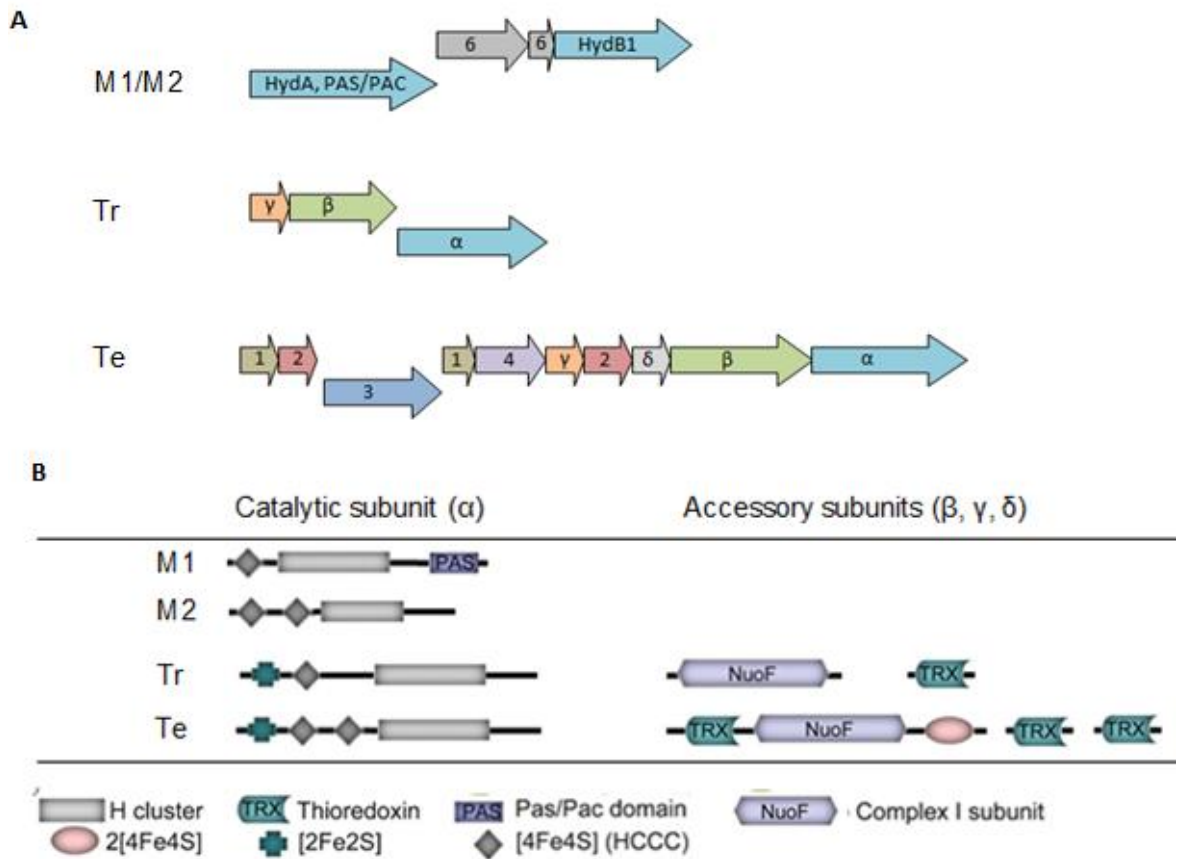 A
M1/M2
HydA, PAS/PAC
6
6
HydB1
Tr
γ
β
α
Te
1
2
3
1
4
γ
2
δ
β
α
B
Catalytic subunit (α)
Accessory subunits (β, γ, δ)
M1
PAS
M2
Tr
NuoF
TRX
Te
TRX
NuoF
TRX
TRX
H cluster
TRX Thioredoxin
PAS Pas/Pac domain
NuoF Complex I subunit
2[4Fe4S]
[2Fe2S]
[4Fe4S] (HCCC)